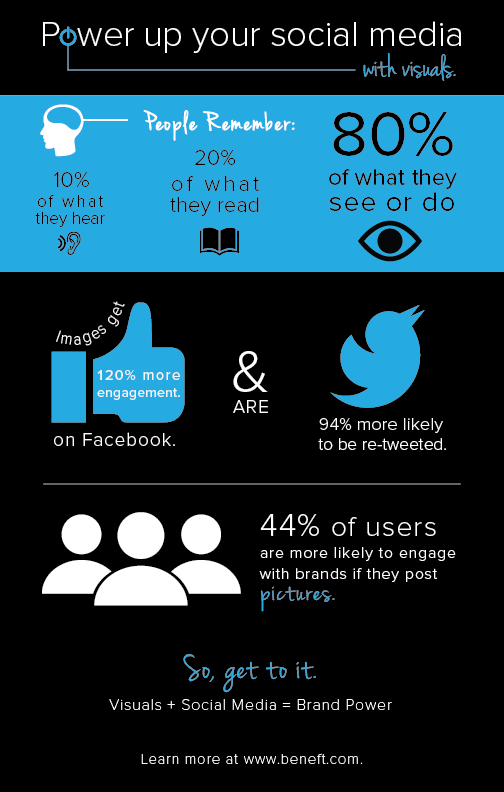 Power up your social media
with visuals.
People Remember:
10%
of what
they hear
20%
of what
they read
80%
of what they
see or do
Images get
120% more
engagement.
on Facebook.
&
ARE
94% more likely
to be re-tweeted.
44% of users
are more likely to engage
with brands if they post
pictures.
So, get to it.
Visuals + Social Media = Brand Power
Learn more at www.beneft.com.